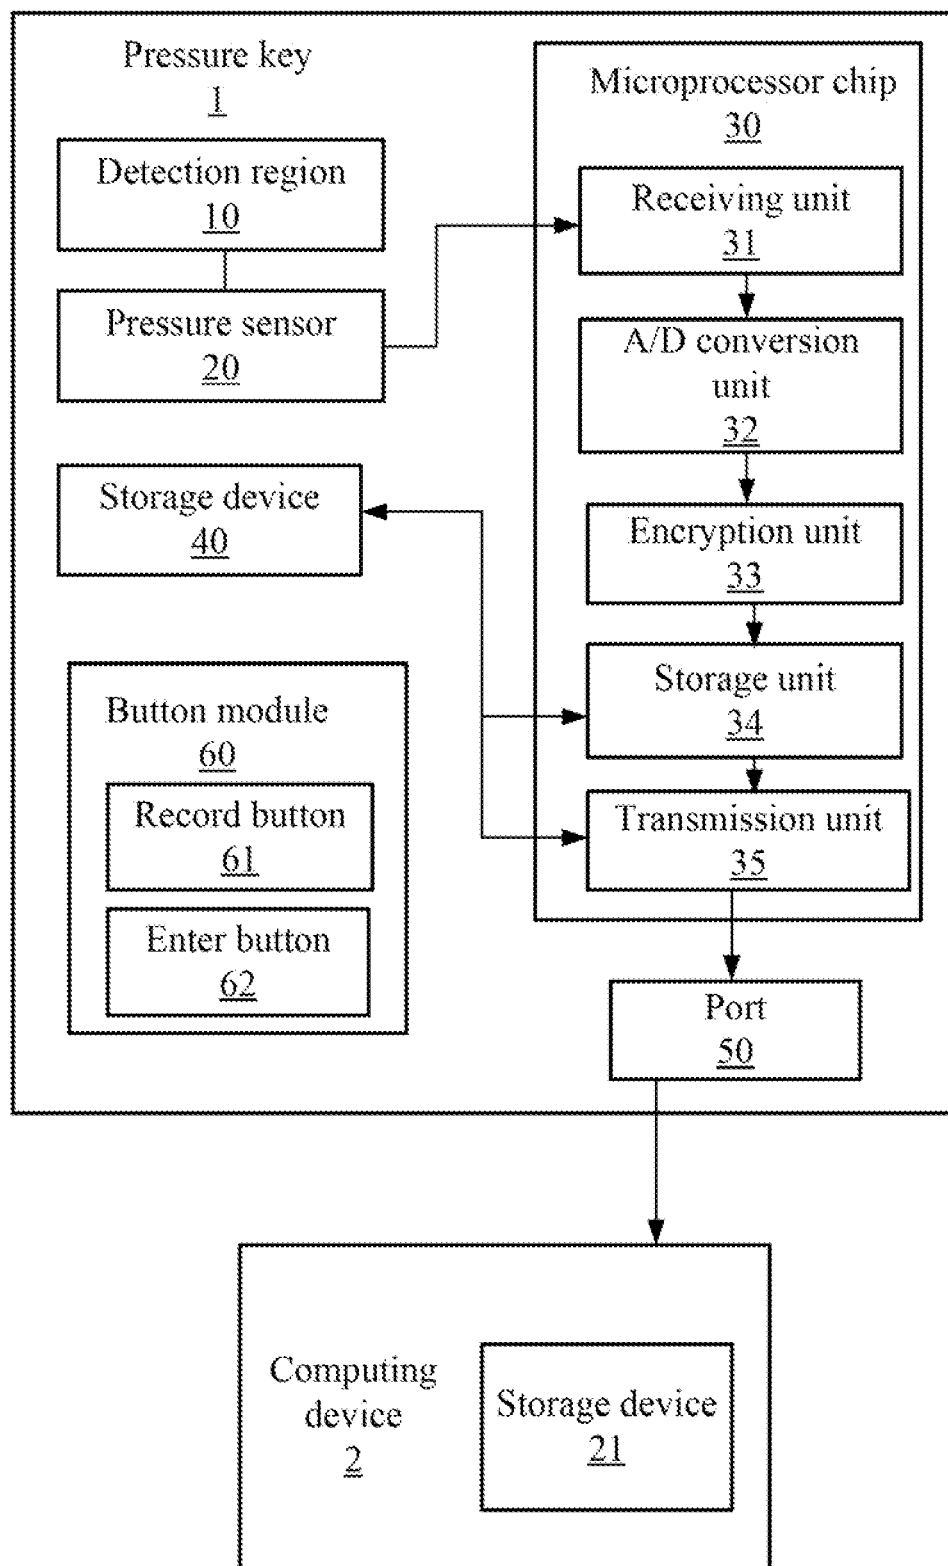 Pressure key
1
Detection region
10
Pressure sensor
20
Storage device
40
Button module
60
Record button
61
Enter button
62
Microprocessor chip
30
Receiving unit
31
A/D conversion
unit
32
Encryption unit
33
Storage unit
34
Transmission unit
35
Port
50
Computing
device
2
Storage device
21